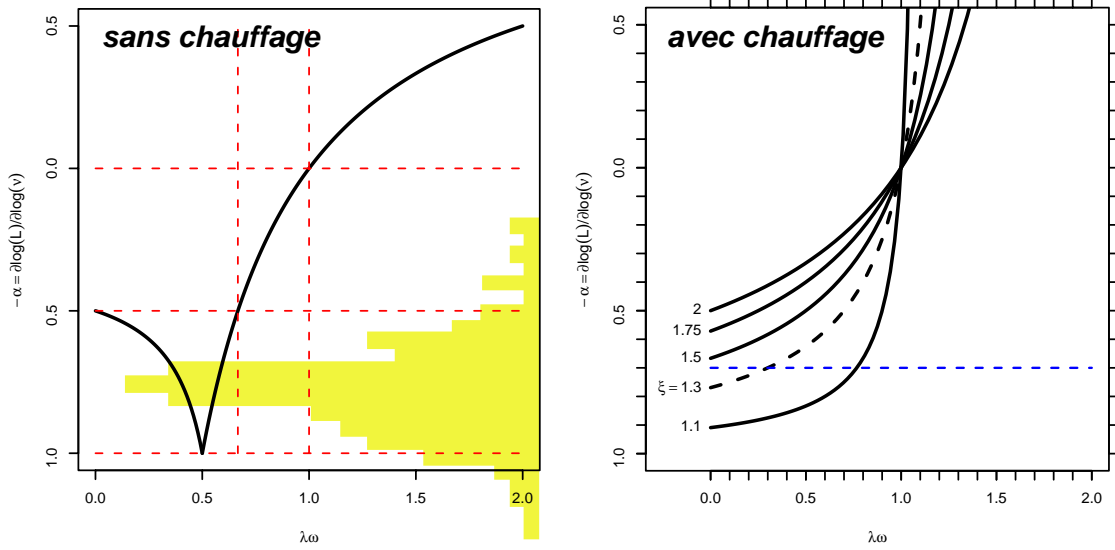 sans chauffage
0.5
0.0
0.5
1.0
− α = ∂log(L)/∂log(ν)
0.0 0.5 1.0 1.5 2.0
λω
avec chauffage
0.5
0.0
0.5
1.0
− α = ∂log(L)/∂log(ν)
2
1.75
1.5
ξ = 1.3
1.1
0.0 0.5 1.0 1.5 2.0
λω